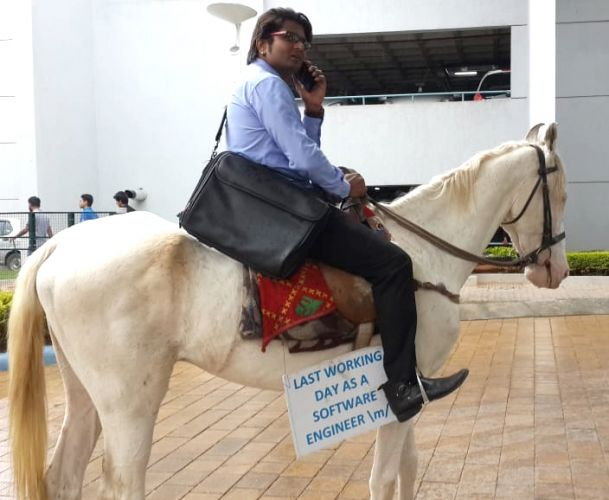 LAST WORKING
DAY AS A
SOFTWARE
ENGINEER \m/